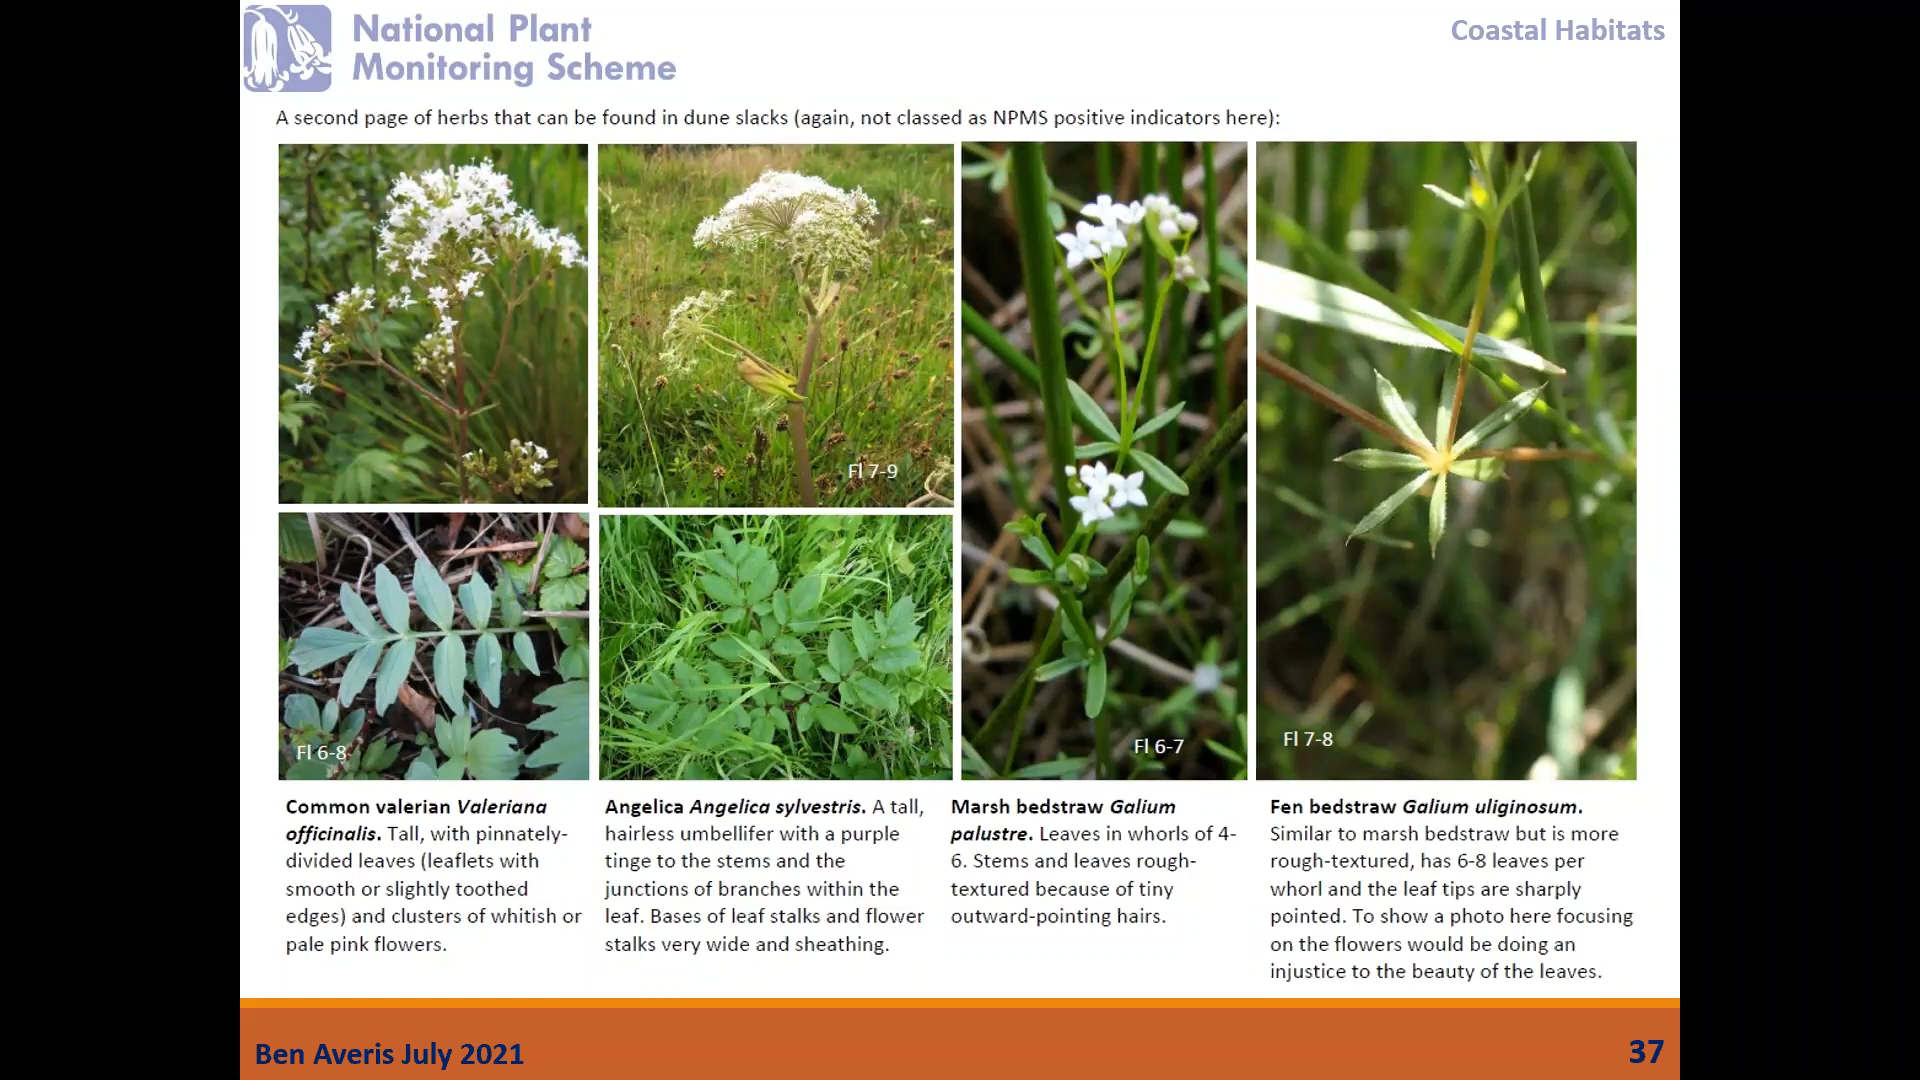 National Plant
Monitoring Scheme
Coastal Habitats
A second page of herbs that can be found in dune slacks (again, not classed as NPMS positive indicators here):
Fl 7-9
Fl 6-8
Fl 6-7
Fl 7-8
Common valerian Valeriana
officinalis. Tall, with pinnately-
divided leaves (leaflets with
smooth or slightly toothed
edges) and clusters of whitish or
pale pink flowers.
Angelica Angelica sylvestris. A tall,
hairless umbellifer with a purple
tinge to the stems and the
junctions of branches within the
leaf. Bases of leaf stalks and flower
stalks very wide and sheathing.
Marsh bedstraw Galium
palustre. Leaves in whorls of 4-
6. Stems and leaves rough-
textured because of tiny
outward-pointing hairs.
Fen bedstraw Galium uliginosum.
Similar to marsh bedstraw but is more
rough-textured, has 6-8 leaves per
whorl and the leaf tips are sharply
pointed. To show a photo here focusing
on the flowers would be doing an
injustice to the beauty of the leaves.
Ben Averis July 2021
37